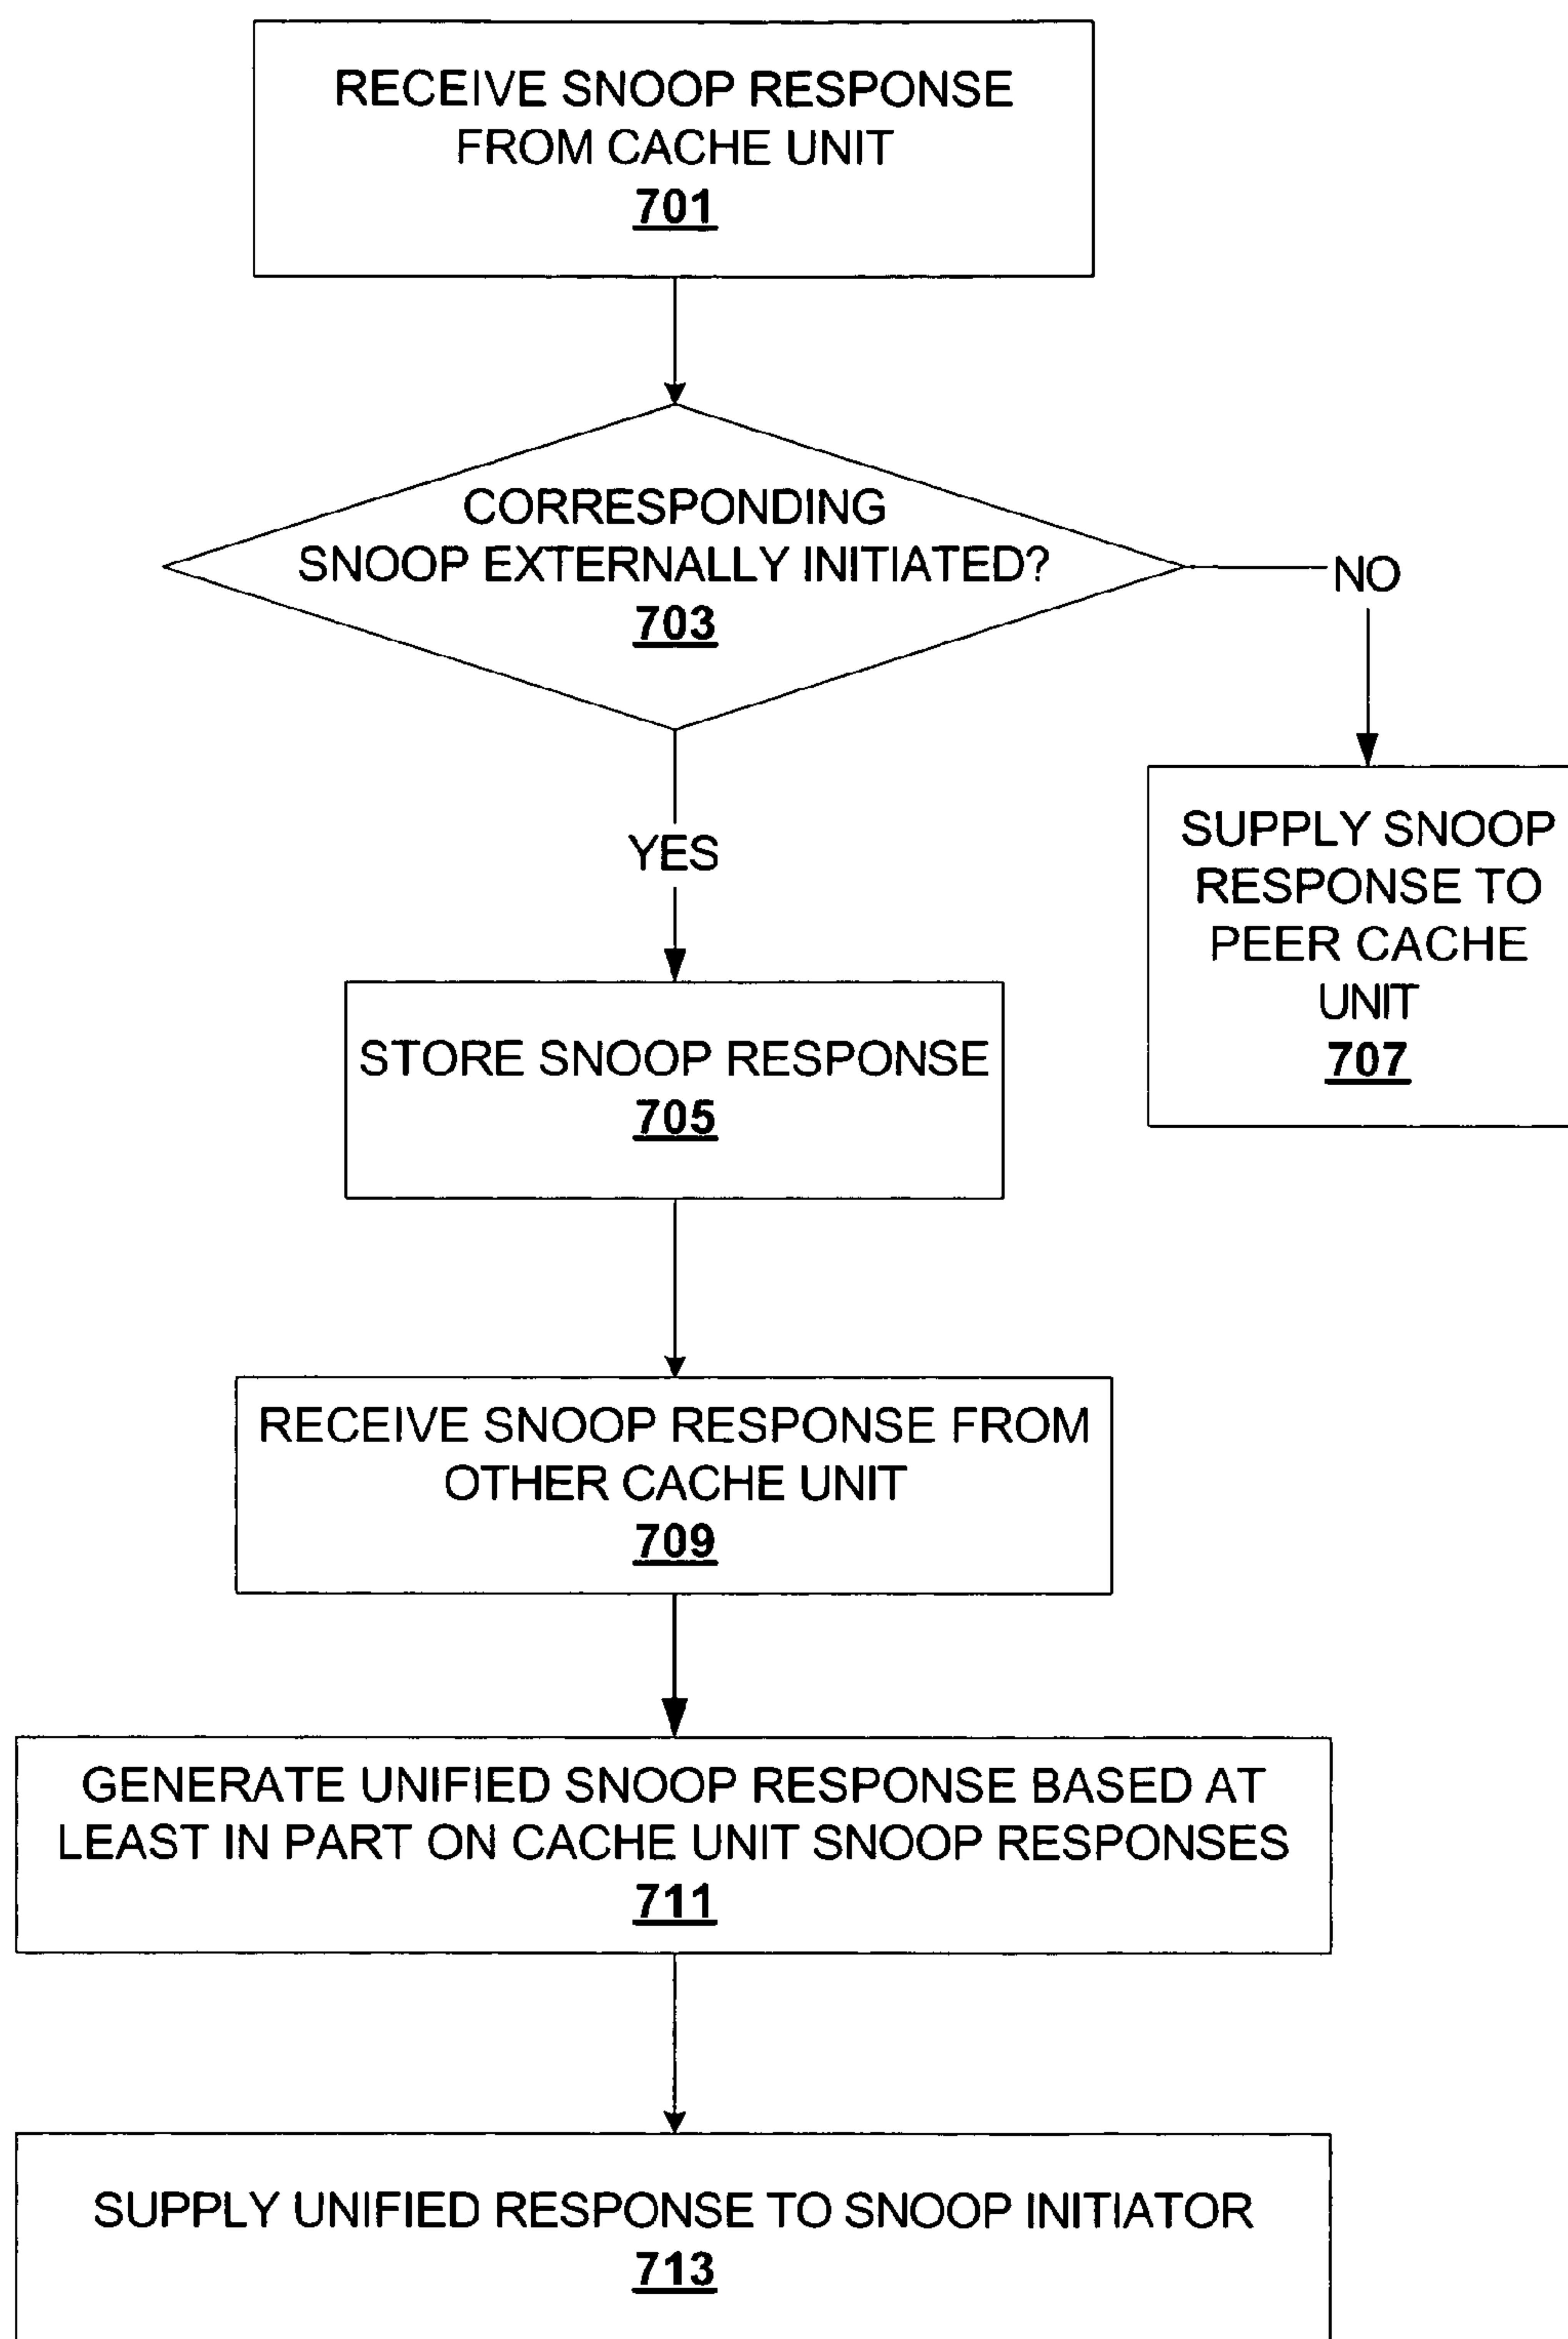 RECEIVE SNOOP RESPONSE
FROM CACHE UNIT
701
CORRESPONDING
SNOOP EXTERNALLY INITIATED?
703
NO
YES
SUPPLY SNOOP
RESPONSE TO
PEER CACHE
UNIT
707
STORE SNOOP RESPONSE
705
RECEIVE SNOOP RESPONSE FROM
OTHER CACHE UNIT
709
GENERATE UNIFIED SNOOP RESPONSE BASED AT
LEAST IN PART ON CACHE UNIT SNOOP RESPONSES
711
SUPPLY UNIFIED RESPONSE TO SNOOP INITIATOR
713